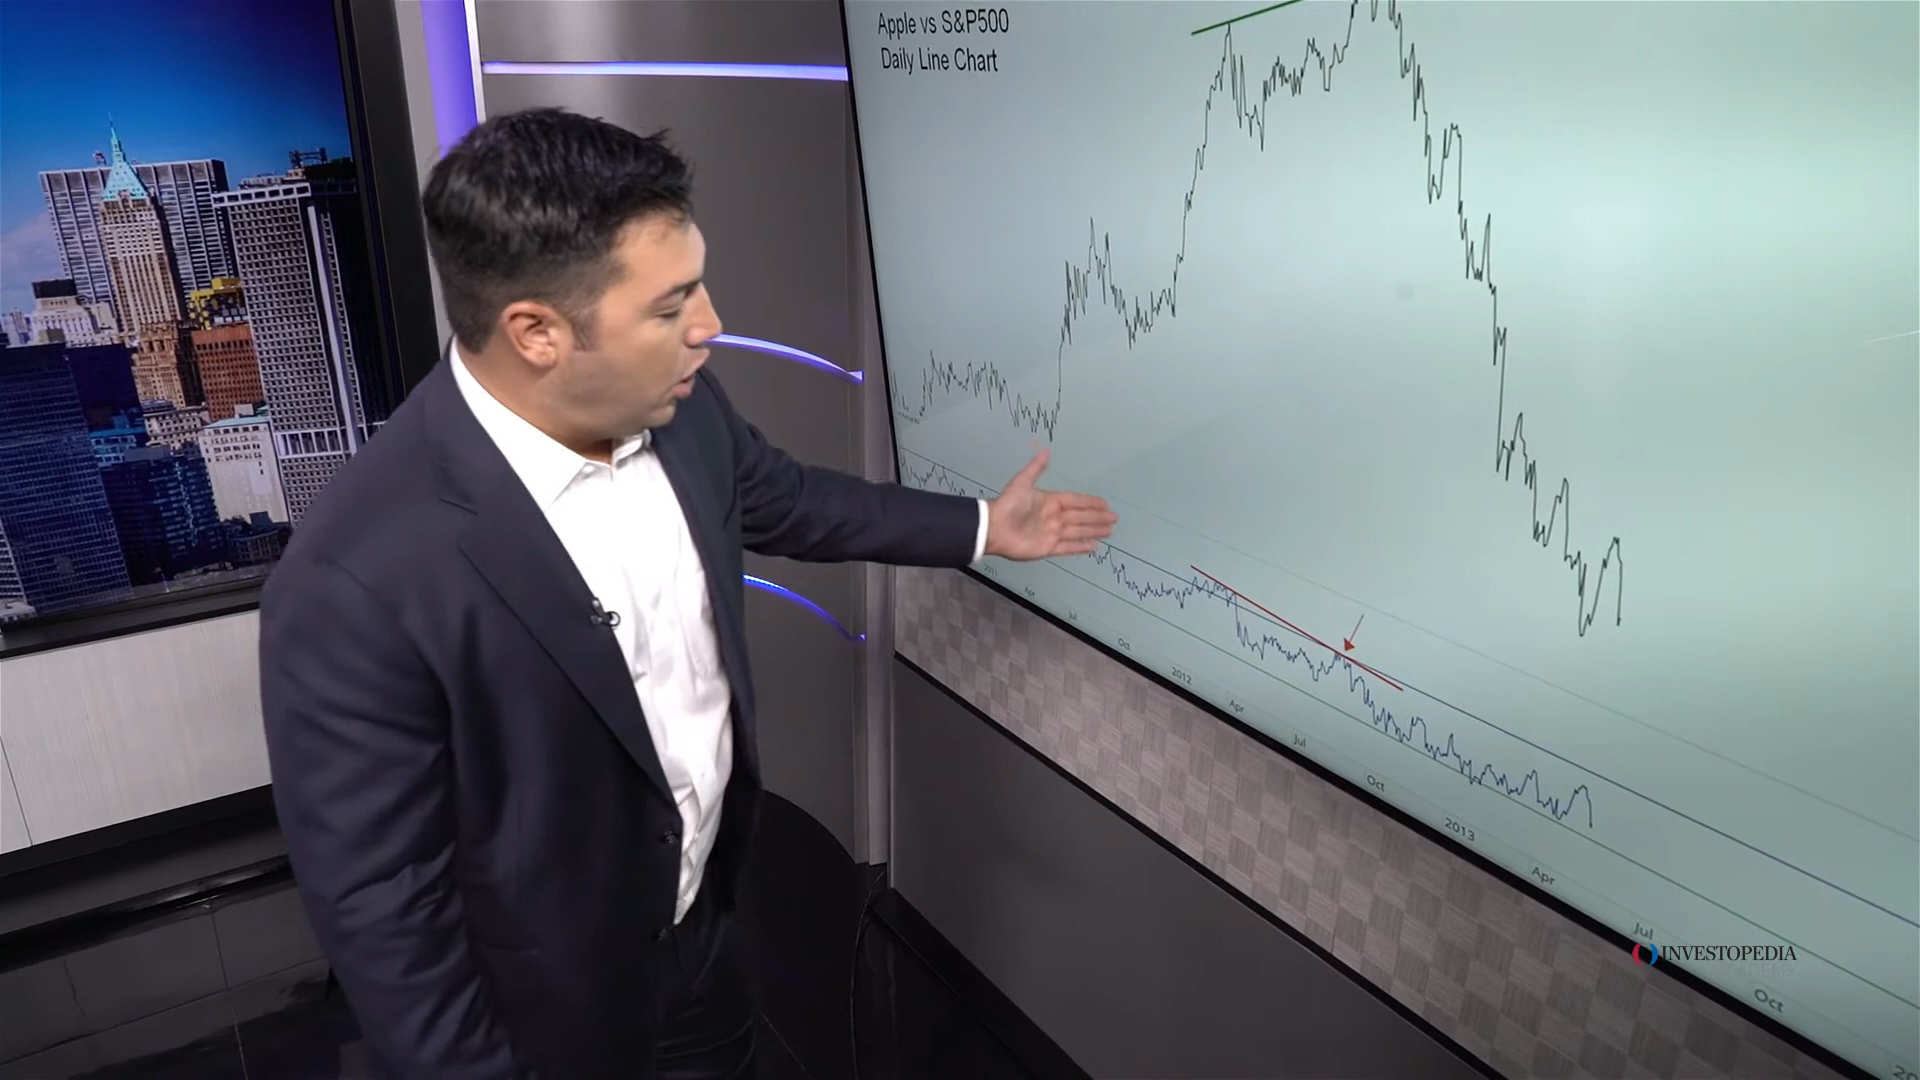 Apple vs S&P500
Daily Line Chart
2011
Apr
Jul
Oct
2012
Apr
Jul
Oct
2013
Apr
Jul
Oct
INVESTOPEDIA